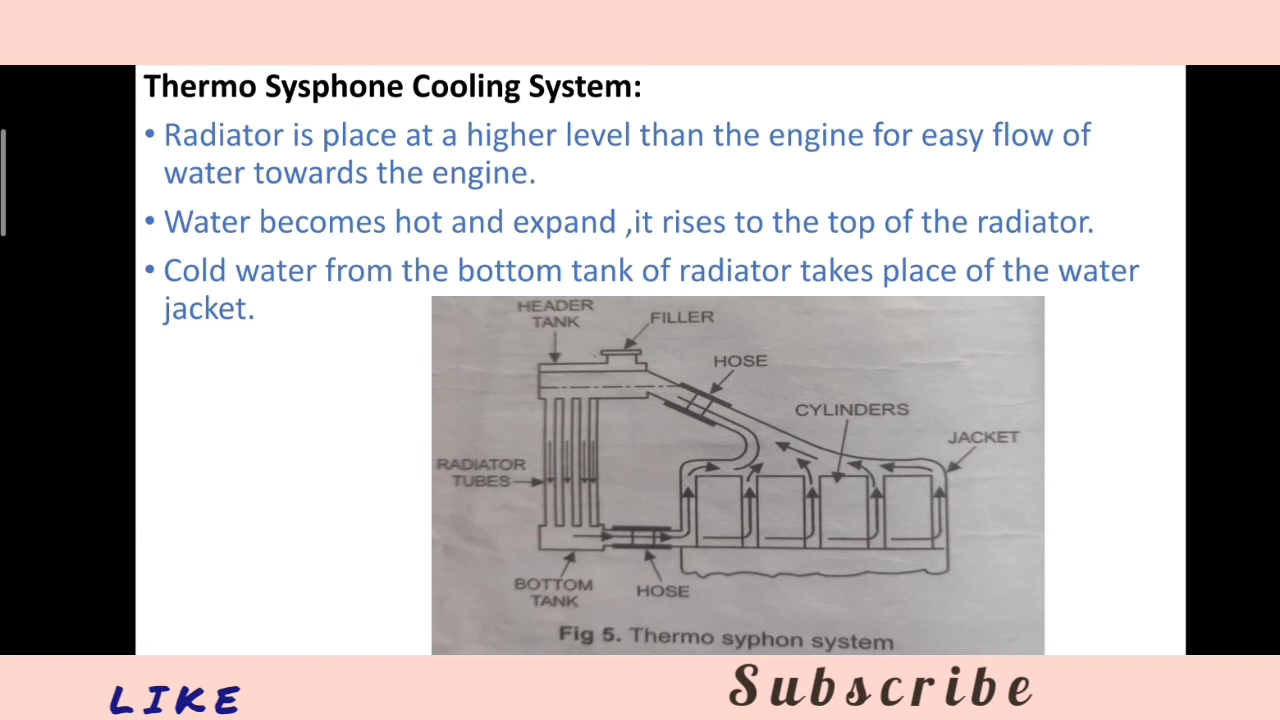 Thermo Sysphone Cooling System:
• Radiator is place at a higher level than the engine for easy flow of
water towards the engine.
• Water becomes hot and expand ,it rises to the top of the radiator.
• Cold water from the bottom tank of radiator takes place of the water
jacket.
HEADER
TANK
FILLER
HOSE
CYLINDERS
JACKET
RADIATOR
TUBES
BOTTOM
TANK
HOSE
Fig 5. Thermo syphon system
LIKE
Subscribe